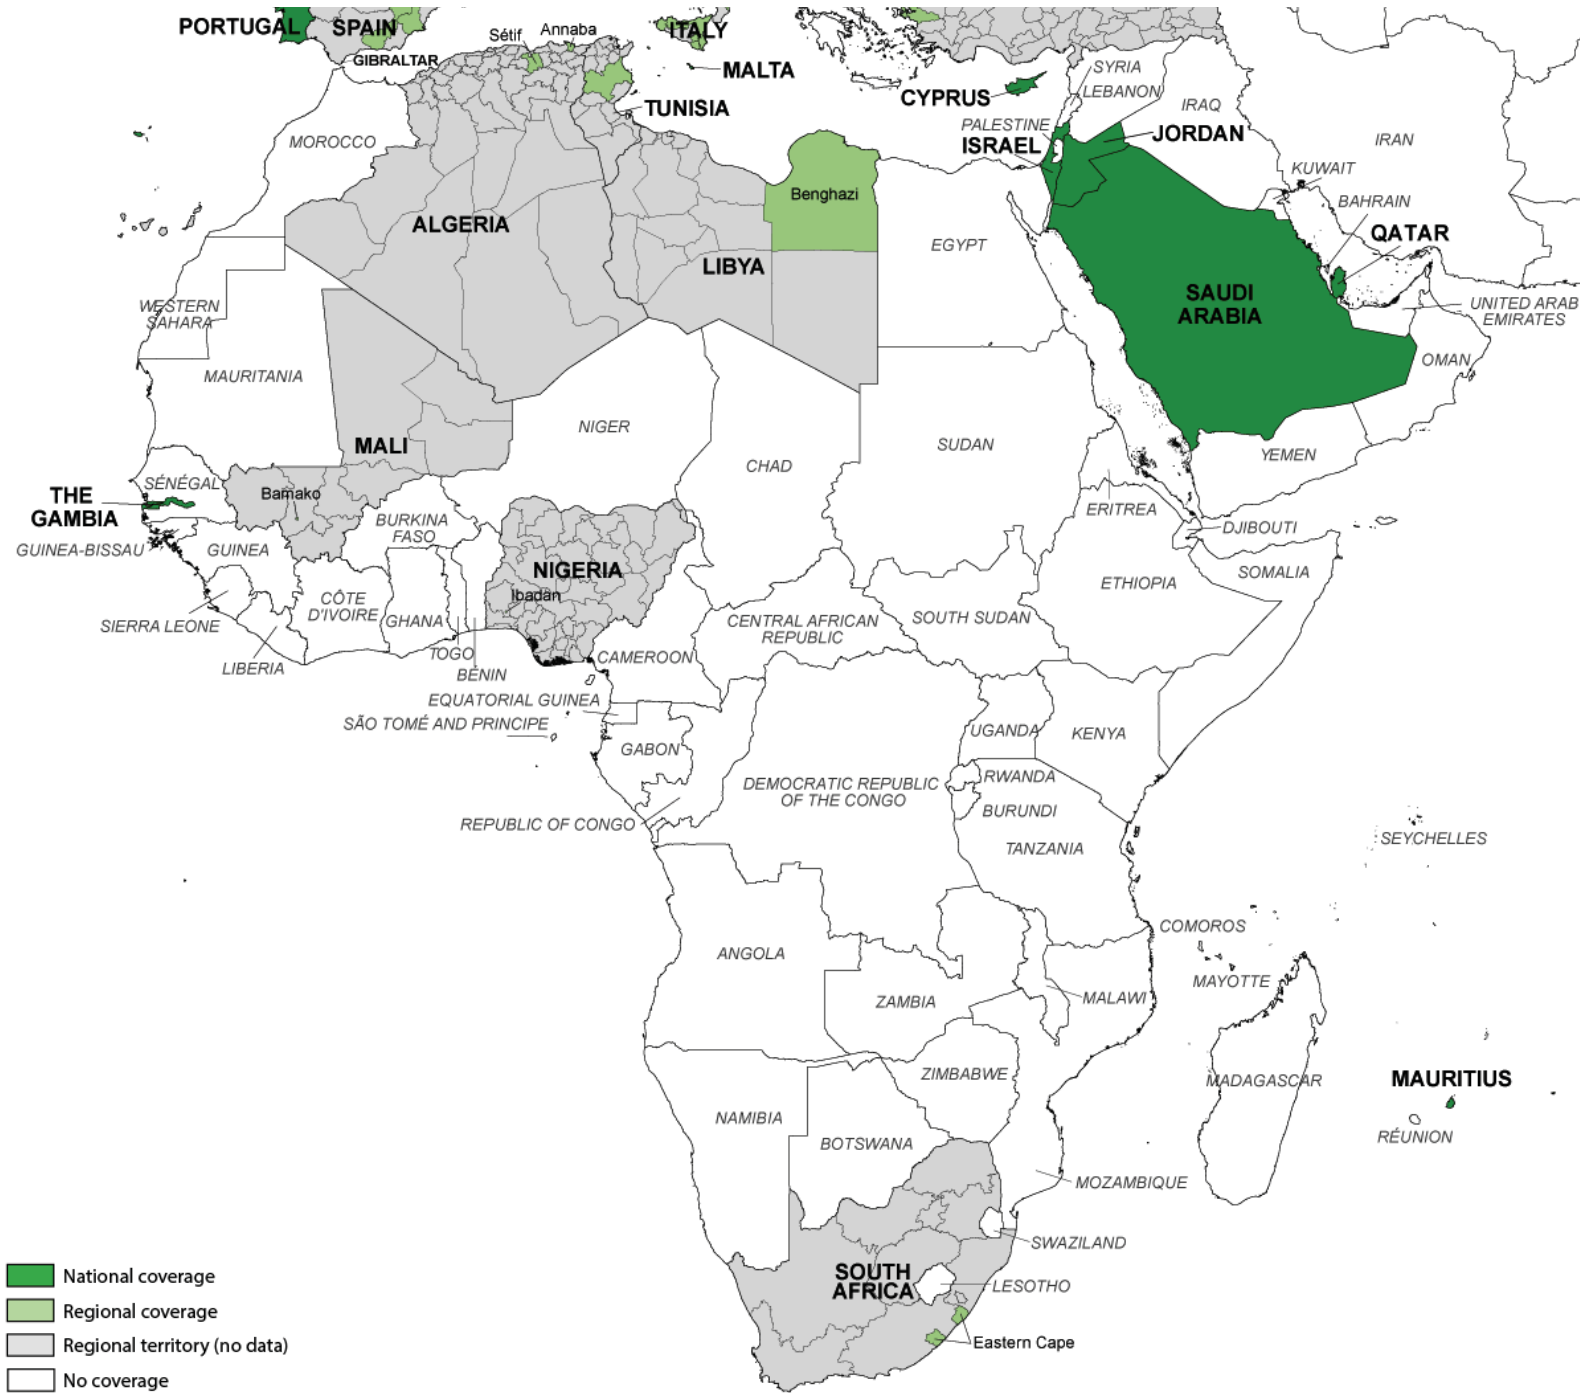 PORTUGAL
SPAIN
Sétif
Annaba
ITALY
GIBRALTAR
MALTA
SYRIA
LEBANON
CYPRUS
IRAQ
TUNISIA
PALESTINE
ISRAEL
JORDAN
MOROCCO
IRAN
KUWAIT
Benghazi
BAHRAIN
ALGERIA
QATAR
EGYPT
LIBYA
SAUDI
ARABIA
WESTERN
SAHARA
UNITED ARAB
EMIRATES
OMAN
MAURITANIA
NIGER
MALI
SUDAN
YEMEN
CHAD
SÉNÉGAL
THE
GAMBIA
Bamako
ERITREA
BURKINA
FASO
DJIBOUTI
GUINEA-BISSAU
GUINEA
NIGERIA
SOMALIA
ETHIOPIA
Ibadan
CÔTE
D'IVOIRE
GHANA
SIERRA LEONE
CENTRAL AFRICAN
REPUBLIC
SOUTH SUDAN
LIBERIA
TOGO
BÉNIN
CAMEROON
EQUATORIAL GUINEA
SÃO TOMÉ AND PRINCIPE
UGANDA
KENYA
GABON
RWANDA
DEMOCRATIC REPUBLIC
OF THE CONGO
BURUNDI
REPUBLIC OF CONGO
TANZANIA
SEYCHELLES
COMOROS
ANGOLA
MAYOTTE
ZAMBIA
MALAWI
ZIMBABWE
MADAGASCAR
MAURITIUS
NAMIBIA
BOTSWANA
RÉUNION
MOZAMBIQUE
SWAZILAND
SOUTH
AFRICA
LESOTHO
Eastern Cape
National coverage
Regional coverage
Regional territory (no data)
No coverage